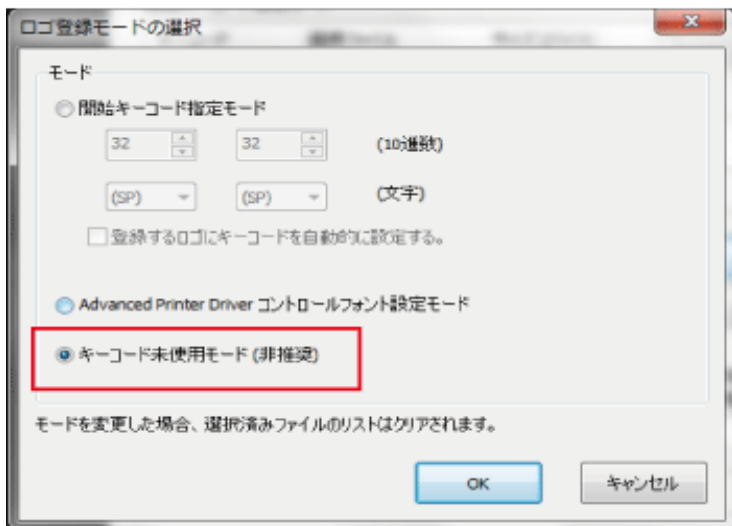 ロゴ登録モードの選択
モード
開始キーコード指定モード
32 32 (10進数)
(SP) (SP) (文字)
登録するロゴにキーコードを自動的に設定する。
Advanced Printer Driver コントロールフォント設定モード
キーコード未使用モード (非推奨)
モードを変更した場合、選択済みファイルのリストはクリアされます。
OK キャンセル